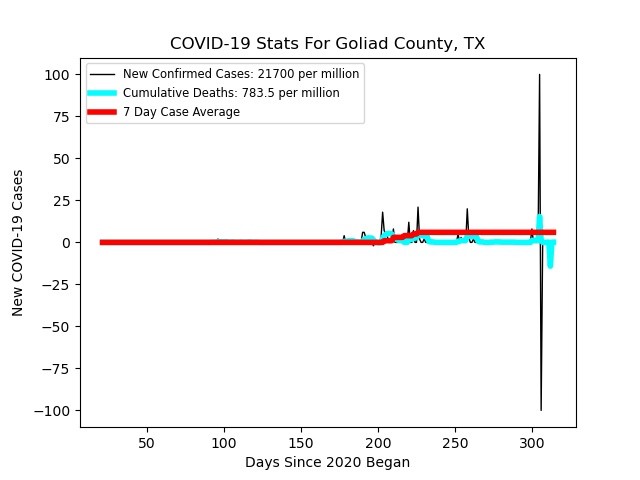 COVID-19 Stats For Goliad County, TX
New Confirmed Cases: 21700 per million
Cumulative Deaths: 783.5 per million
7 Day Case Average
New COVID-19 Cases
100
75
50
25
0
−25
−50
−75
−100
50 100 150 200 250 300
Days Since 2020 Began